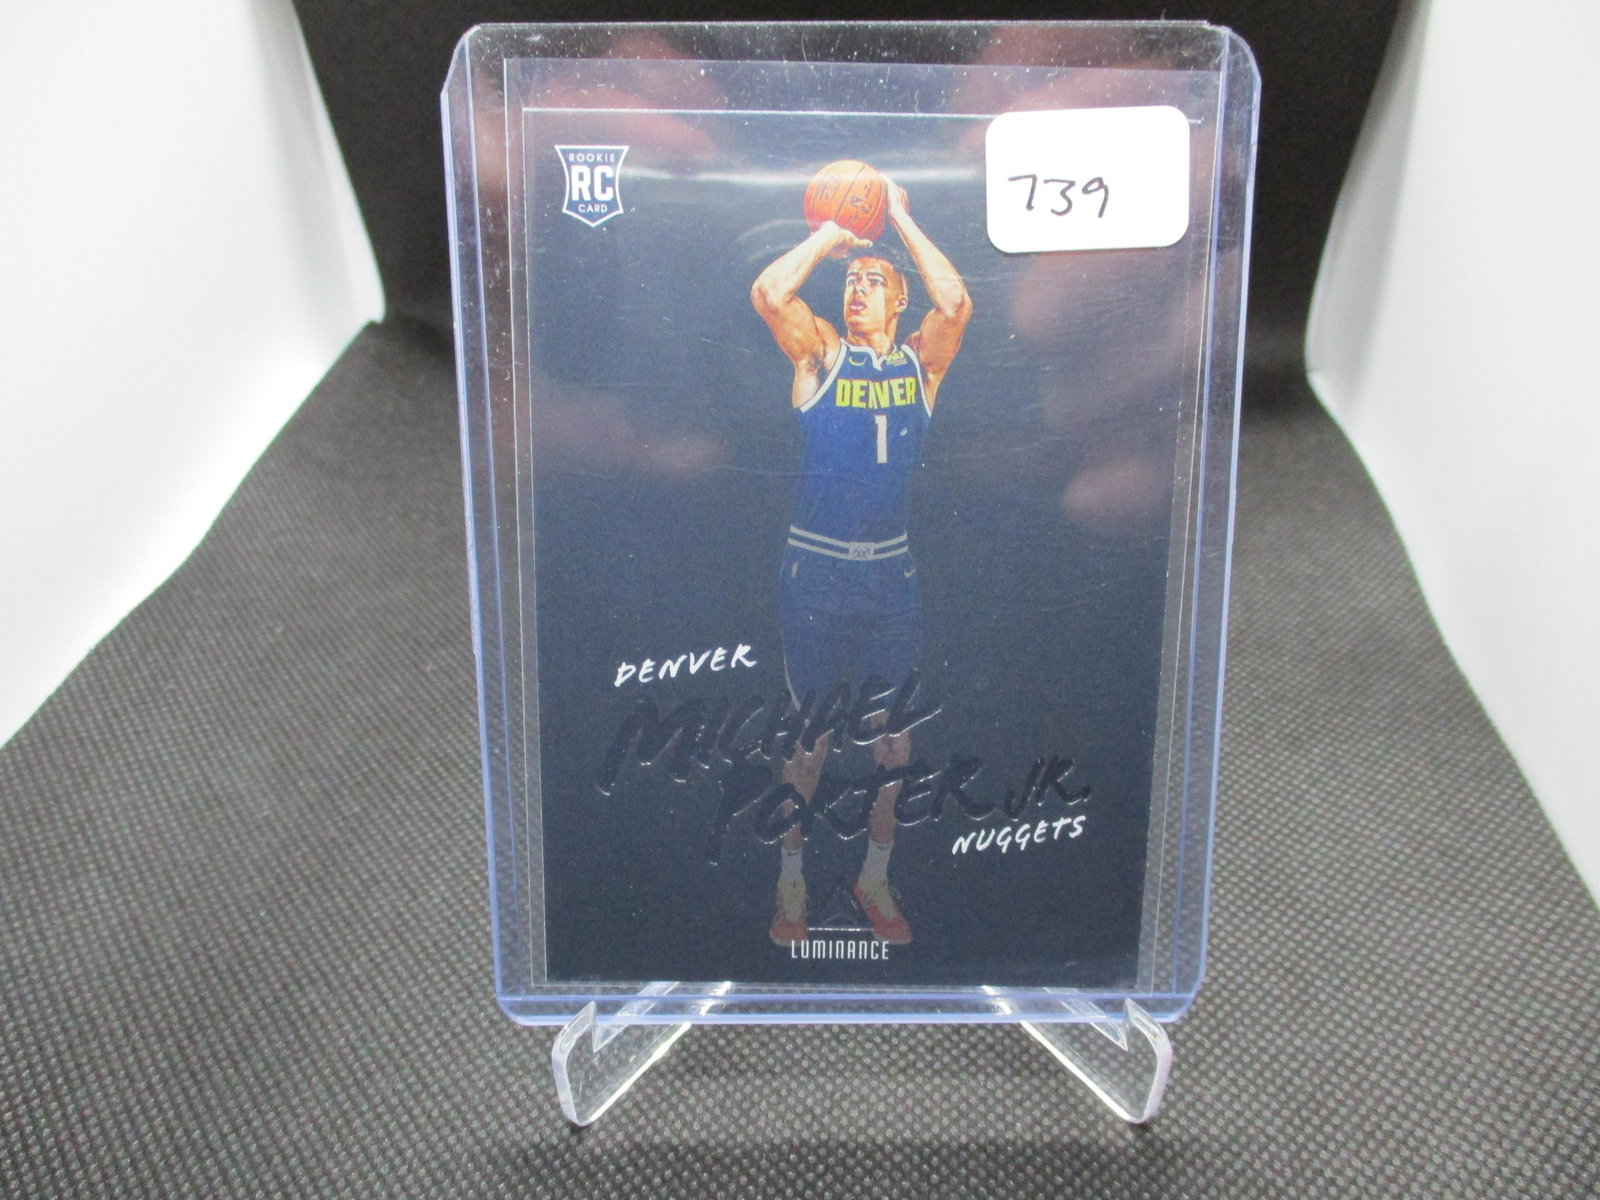 ROOKIE
RC
CARD
739
DENVER
1
DENVER
MICHAEL
PORTER JR.
NUGGETS
LUMINANCE